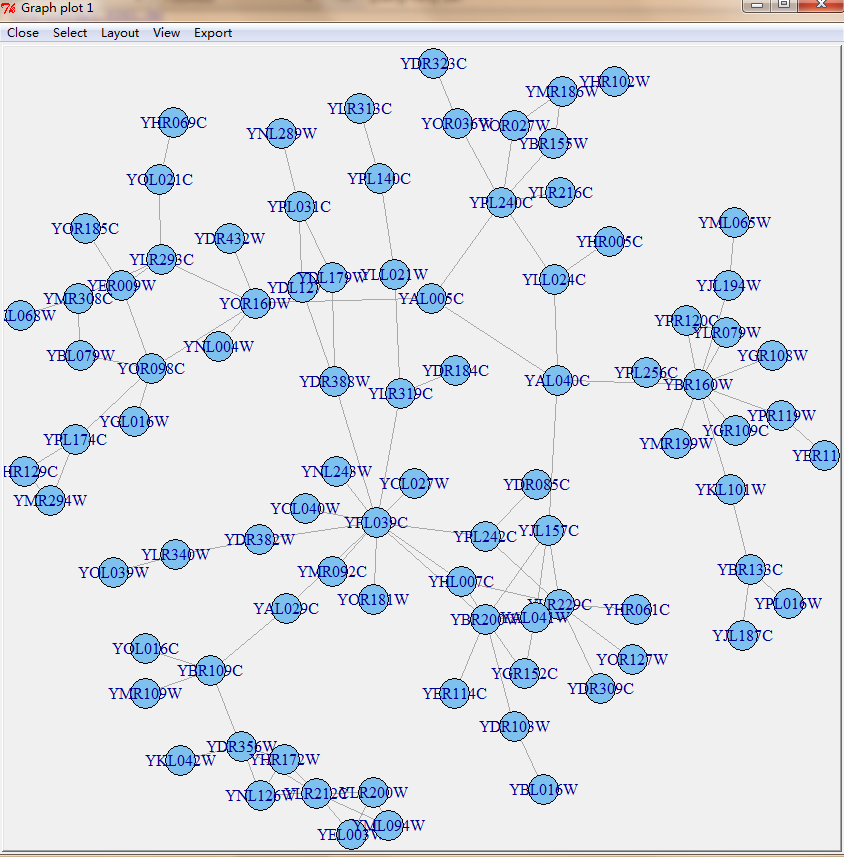 Graph plot 1
Close Select Layout View Export
YDR323C
YMR186W
YHR102W
YLR313C
YHR069C
YNL289W
YOR036W
YOR027W
YBR155W
YOL021C
YPL140C
YLR216C
YPL240C
YPL031C
YML065W
YOR185C
YDR432W
YHR005C
YLR293C
YDL179W
YLL021W
YLL024C
YER009W
YJL194W
YDL127
YMR308C
YOR160W
YAL005C
YPR120C
YLR079W
YNL004W
YBL079W
YGR108W
YOR098C
YDR184C
YPL256C
YDR388W
YAL040C
YBR160W
YLR319C
YGL016W
YPR119W
YPL174C
YGR109C
YMR199W
YER11
HR129C
YNL243W
YCL027W
YDR085C
YKL101W
YMR294W
YCL040W
YFL039C
YJL157C
YDR382W
YPL242C
YLR340W
YOL039W
YMR092C
YBR133C
YHL007C
YOR181W
YPL016W
YAL029C
YLR229C
YHR061C
YBR200W
YAL041W
YJL187C
YOL016C
YOR127W
YBR109C
YGR152C
YMR109W
YER114C
YDR309C
YDR103W
YDR356W
YKL042W
YHR172W
YBL016W
YNL126W
YLR212C
YLR200W
YML094W
YEL003W